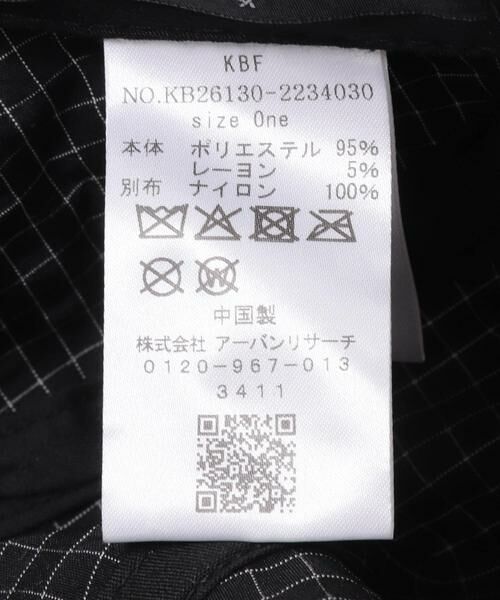 KBF
NO.KB26130-2234030
size One
本体 ポリエステル 95%
レーヨン 5%
別布 ナイロン 100%
中国製
株式会社 アーバンリサーチ
0120-967-013
3411